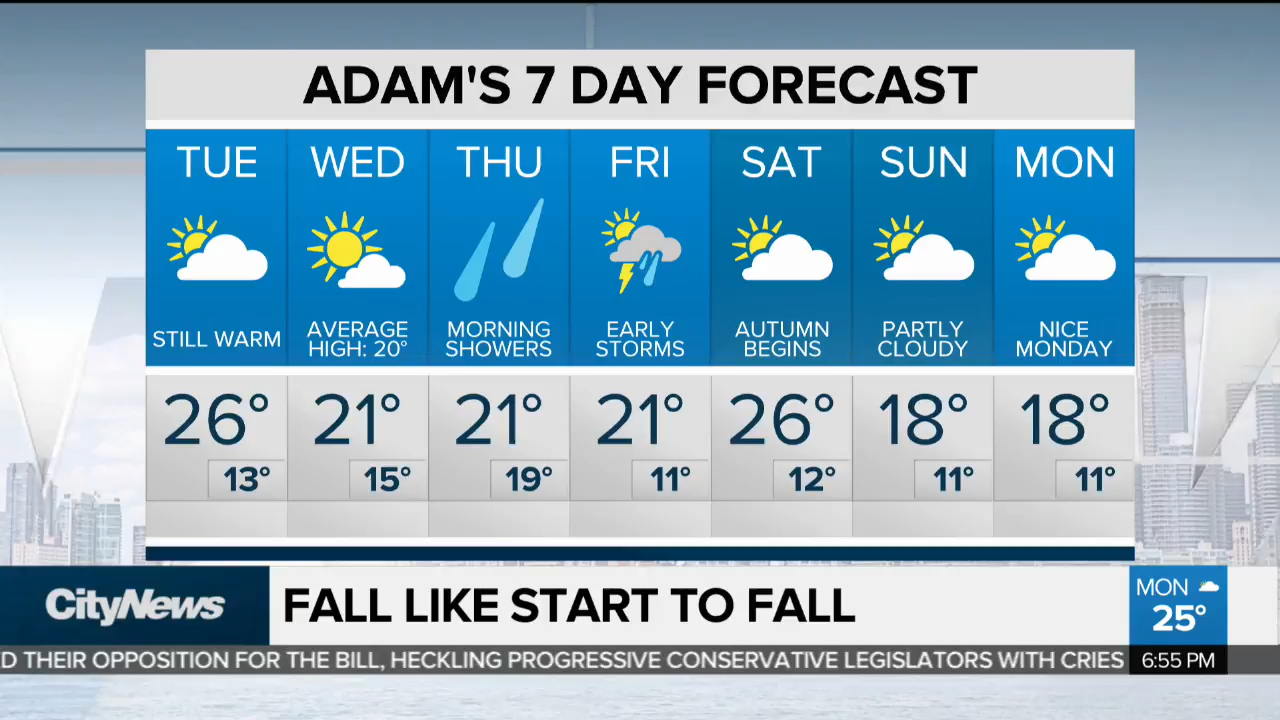 ADAM'S 7 DAY FORECAST
TUE
WED
THU
FRI
SAT
SUN
MON
STILL WARM
AVERAGE
HIGH: 20°
MORNING
SHOWERS
EARLY
STORMS
AUTUMN
BEGINS
PARTLY
CLOUDY
NICE
MONDAY
26°
21°
21°
21°
26°
18°
18°
13°
15°
19°
11°
12°
11°
11°
CityNews
FALL LIKE START TO FALL
MON
25°
D THEIR OPPOSITION FOR THE BILL, HECKLING PROGRESSIVE CONSERVATIVE LEGISLATORS WITH CRIES
6:55 PM